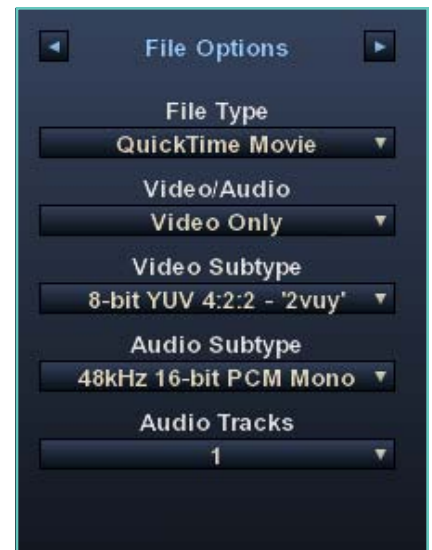 File Options
File Type
QuickTime Movie
Video/Audio
Video Only
Video Subtype
8-bit YUV 4:2:2 - '2vuy'
Audio Subtype
48kHz 16-bit PCM Mono
Audio Tracks
1